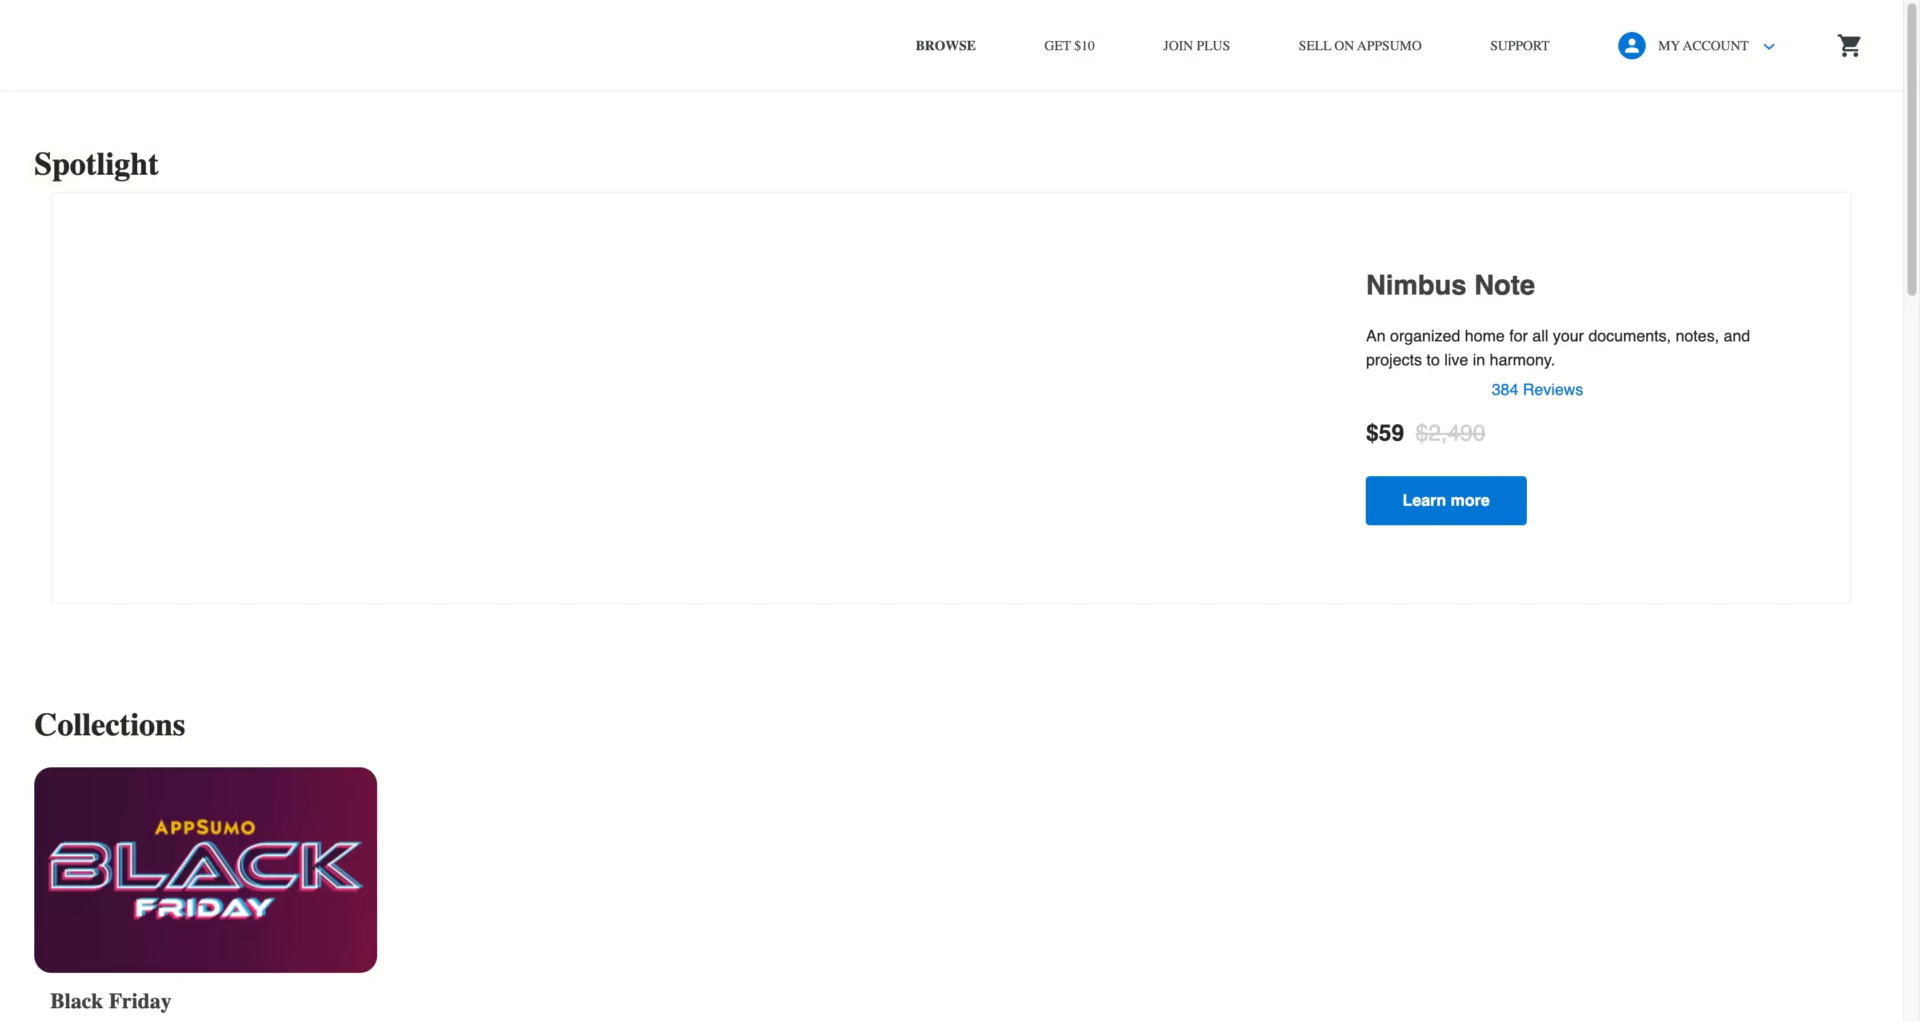 BROWSE GET $10 JOIN PLUS SELL ON APPSUMO SUPPORT MY ACCOUNT
Spotlight
Nimbus Note
An organized home for all your documents, notes, and
projects to live in harmony.
384 Reviews
$59 $2,490
Learn more
Collections
APPSUMO
BLACK
FRIDAY
Black Friday